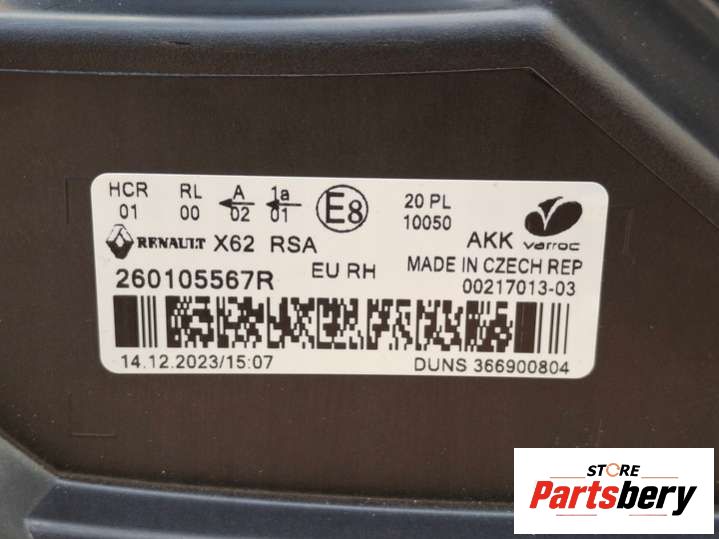 HCR RL A 1a E8 20 PL
01 00 02 01 10050
RENAULT X62 RSA AKK varroc
260105567R EU RH MADE IN CZECH REP
00217013-03
14.12.2023/15:07 DUNS 366900804
STORE
Partsbery